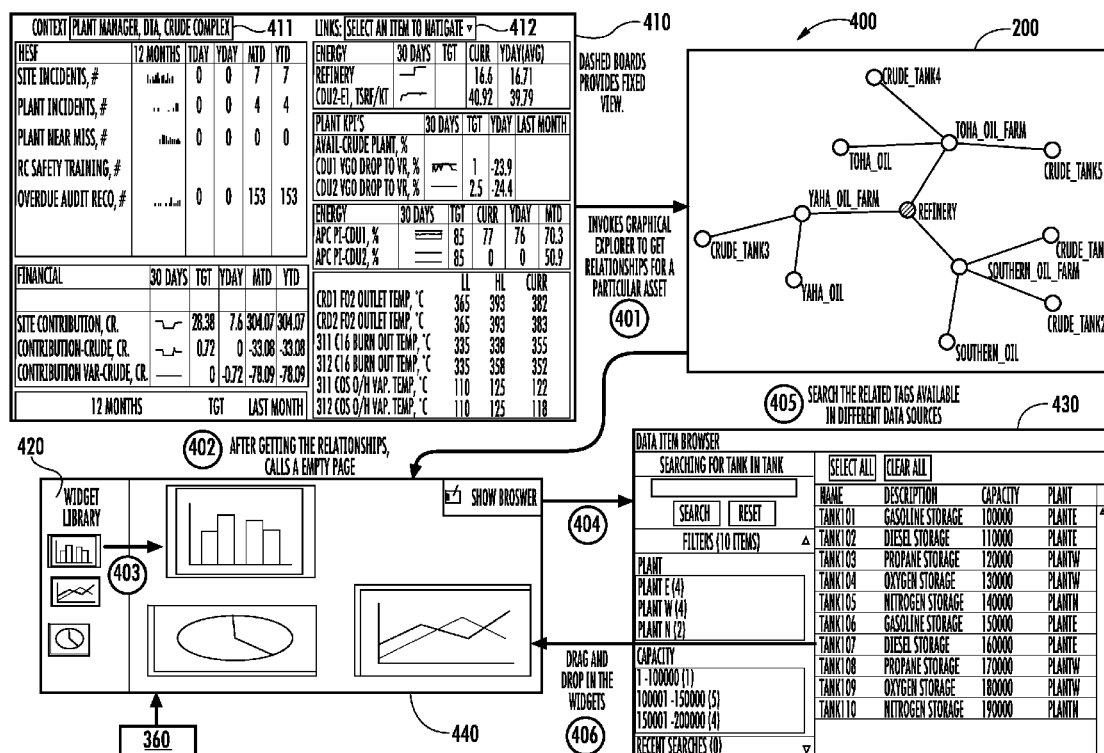 CONTEXT PLANT MANAGER, DIA, CRUDE COMPLEX 411
HESF 12 MONTHS TDAY YDAY MTD YTD
SITE INCIDENTS, # 0 0 7 7
PLANT INCIDENTS, # 0 0 4 4
PLANT NEAR MISS, # 0 0 0 0
RC SAFETY TRAINING, #
OVERDUE AUDIT RECO, # 0 0 153 153
FINANCIAL 30 DAYS TGT YDAY MTD YTD
SITE CONTRIBUTION, CR. 28.38 7.6 304.07 304.07
CONTRIBUTION-CRUDE, CR. 0.72 0 -33.08 -33.08
CONTRIBUTION VAR-CRUDE, CR. 0 -0.72 -78.09 -78.09
12 MONTHS TGT LAST MONTH
LINKS: SELECT AN ITEM TO NATIGATE ▾ 412
ENERGY 30 DAYS TGT CURR YDAY(AVG)
REFINERY 16.6 16.71
CDU2-E1, TSRF/KT 40.92 39.79
PLANT KPI'S 30 DAYS TGT YDAY LAST MONTH
AVAIL-CRUDE PLANT, %
CDU1 VGO DROP TO VR, % 1 -23.9
CDU2 VGO DROP TO VR, % 2.5 -24.4
ENERGY 30 DAYS TGT CURR YDAY MTD
APC PI-CDU1, % 85 77 76 70.3
APC PI-CDU2, % 85 0 0 50.9
LL HL CURR
CRD1 F02 OUTLET TEMP, °C 365 393 382
CRD2 F02 OUTLET TEMP, °C 365 393 383
311 C16 BURN OUT TEMP, °C 335 338 355
312 C16 BURN OUT TEMP, °C 335 358 352
311 COS O/H VAP. TEMP, °C 110 125 122
312 COS O/H VAP. TEMP, °C 110 125 118
410
DASHED BOARDS
PROVIDES FIXED
VIEW.
400
200
CRUDE_TANK4
TOHA_OIL_FARM
TOHA_OIL
CRUDE_TANK5
YAHA_OIL_FARM
REFINERY
CRUDE_TANK3
YAHA_OIL
CRUDE_TAN
SOUTHERN_OIL_FARM
CRUDE_TANK2
SOUTHERN_OIL
INVOKES GRAPHICAL
EXPLORER TO GET
RELATIONSHIPS FOR A
PARTICULAR ASSET
401
402 AFTER GETTING THE RELATIONSHIPS,
CALLS A EMPTY PAGE
405 SEARCH THE RELATED TAGS AVAILABLE
IN DIFFERENT DATA SOURCES
420
WIDGET
LIBRARY
403
SHOW BROSWER
404
440
360
DRAG AND
DROP IN THE
WIDGETS
406
430
DATA ITEM BROWSER
SEARCHING FOR TANK IN TANK
SEARCH RESET
FILTERS (10 ITEMS)
PLANT
PLANT E (4)
PLANT W (4)
PLANT N (2)
CAPACITY
1 -100000 (1)
100001 -150000 (5)
150001 -200000 (4)
RECENT SEARCHES (0)
SELECT ALL CLEAR ALL
NAME DESCRIPTION CAPACITY PLANT
TANK101 GASOLINE STORAGE 100000 PLANTE
TANK102 DIESEL STORAGE 110000 PLANTE
TANK103 PROPANE STORAGE 120000 PLANTW
TANK104 OXYGEN STORAGE 130000 PLANTW
TANK105 NITROGEN STORAGE 140000 PLANTN
TANK106 GASOLINE STORAGE 150000 PLANTE
TANK107 DIESEL STORAGE 160000 PLANTE
TANK108 PROPANE STORAGE 170000 PLANTW
TANK109 OXYGEN STORAGE 180000 PLANTW
TANK110 NITROGEN STORAGE 190000 PLANTN